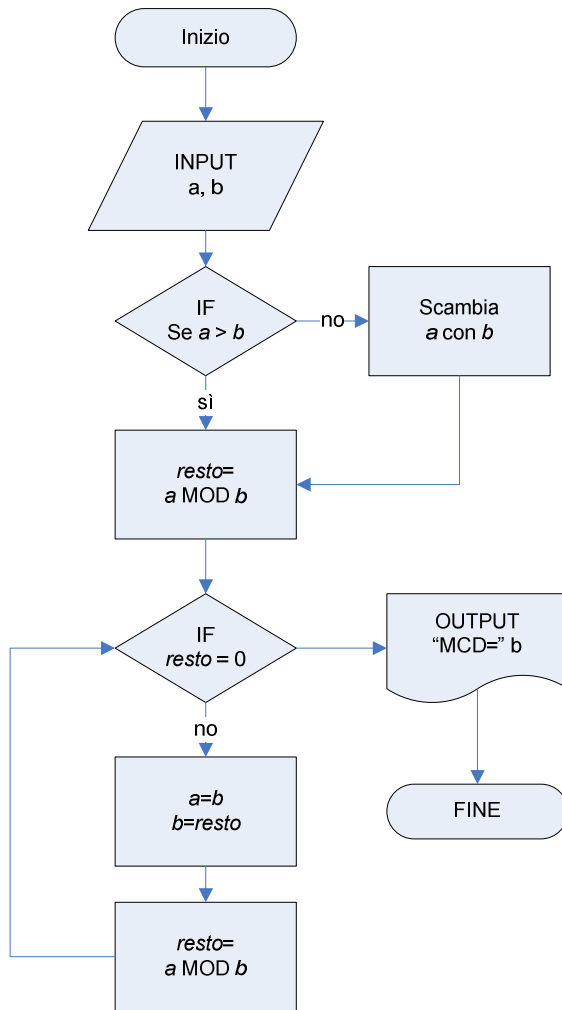 Inizio
INPUT
a, b
IF
Se a > b
no
Scambia
a con b
sì
resto=
a MOD b
IF
resto = 0
OUTPUT
“MCD=” b
no
a=b
b=resto
FINE
resto=
a MOD b